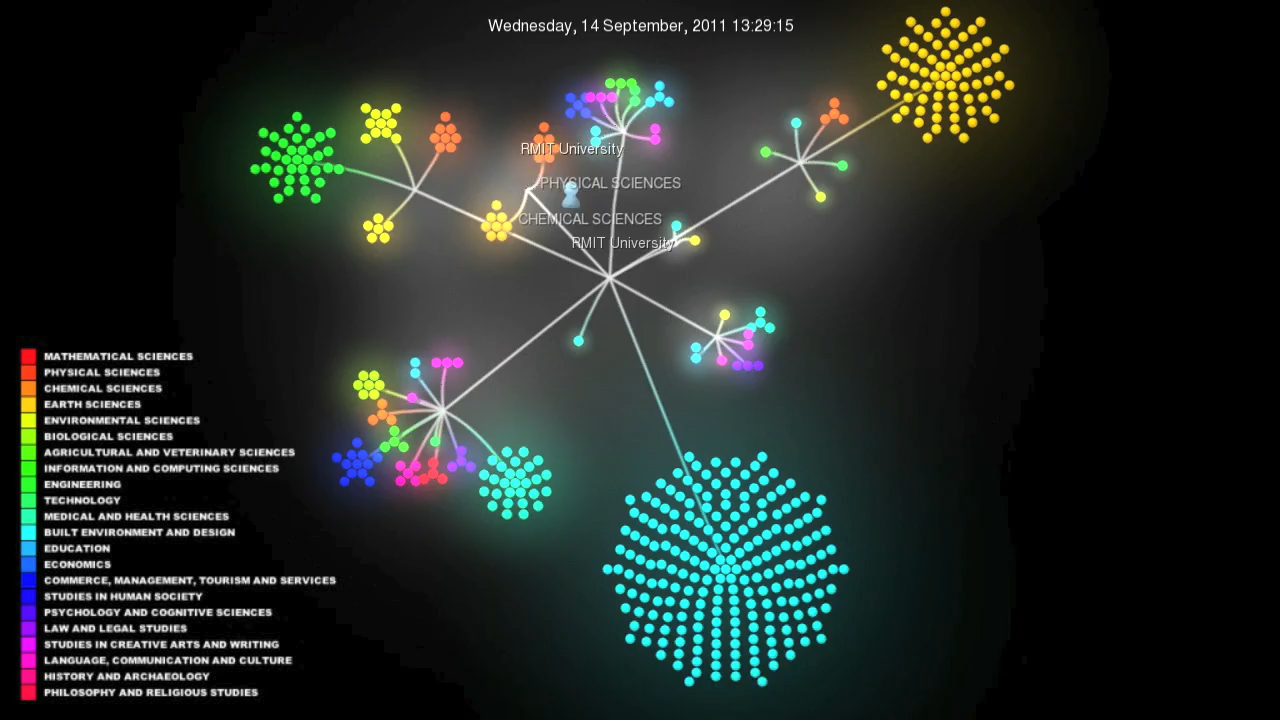 Wednesday, 14 September, 2011 13:29:15
RMIT University
PHYSICAL SCIENCES
CHEMICAL SCIENCES
RMIT University
MATHEMATICAL SCIENCES
PHYSICAL SCIENCES
CHEMICAL SCIENCES
EARTH SCIENCES
ENVIRONMENTAL SCIENCES
BIOLOGICAL SCIENCES
AGRICULTURAL AND VETERINARY SCIENCES
INFORMATION AND COMPUTING SCIENCES
ENGINEERING
TECHNOLOGY
MEDICAL AND HEALTH SCIENCES
BUILT ENVIRONMENT AND DESIGN
EDUCATION
ECONOMICS
COMMERCE, MANAGEMENT, TOURISM AND SERVICES
STUDIES IN HUMAN SOCIETY
PSYCHOLOGY AND COGNITIVE SCIENCES
LAW AND LEGAL STUDIES
STUDIES IN CREATIVE ARTS AND WRITING
LANGUAGE, COMMUNICATION AND CULTURE
HISTORY AND ARCHAEOLOGY
PHILOSOPHY AND RELIGIOUS STUDIES